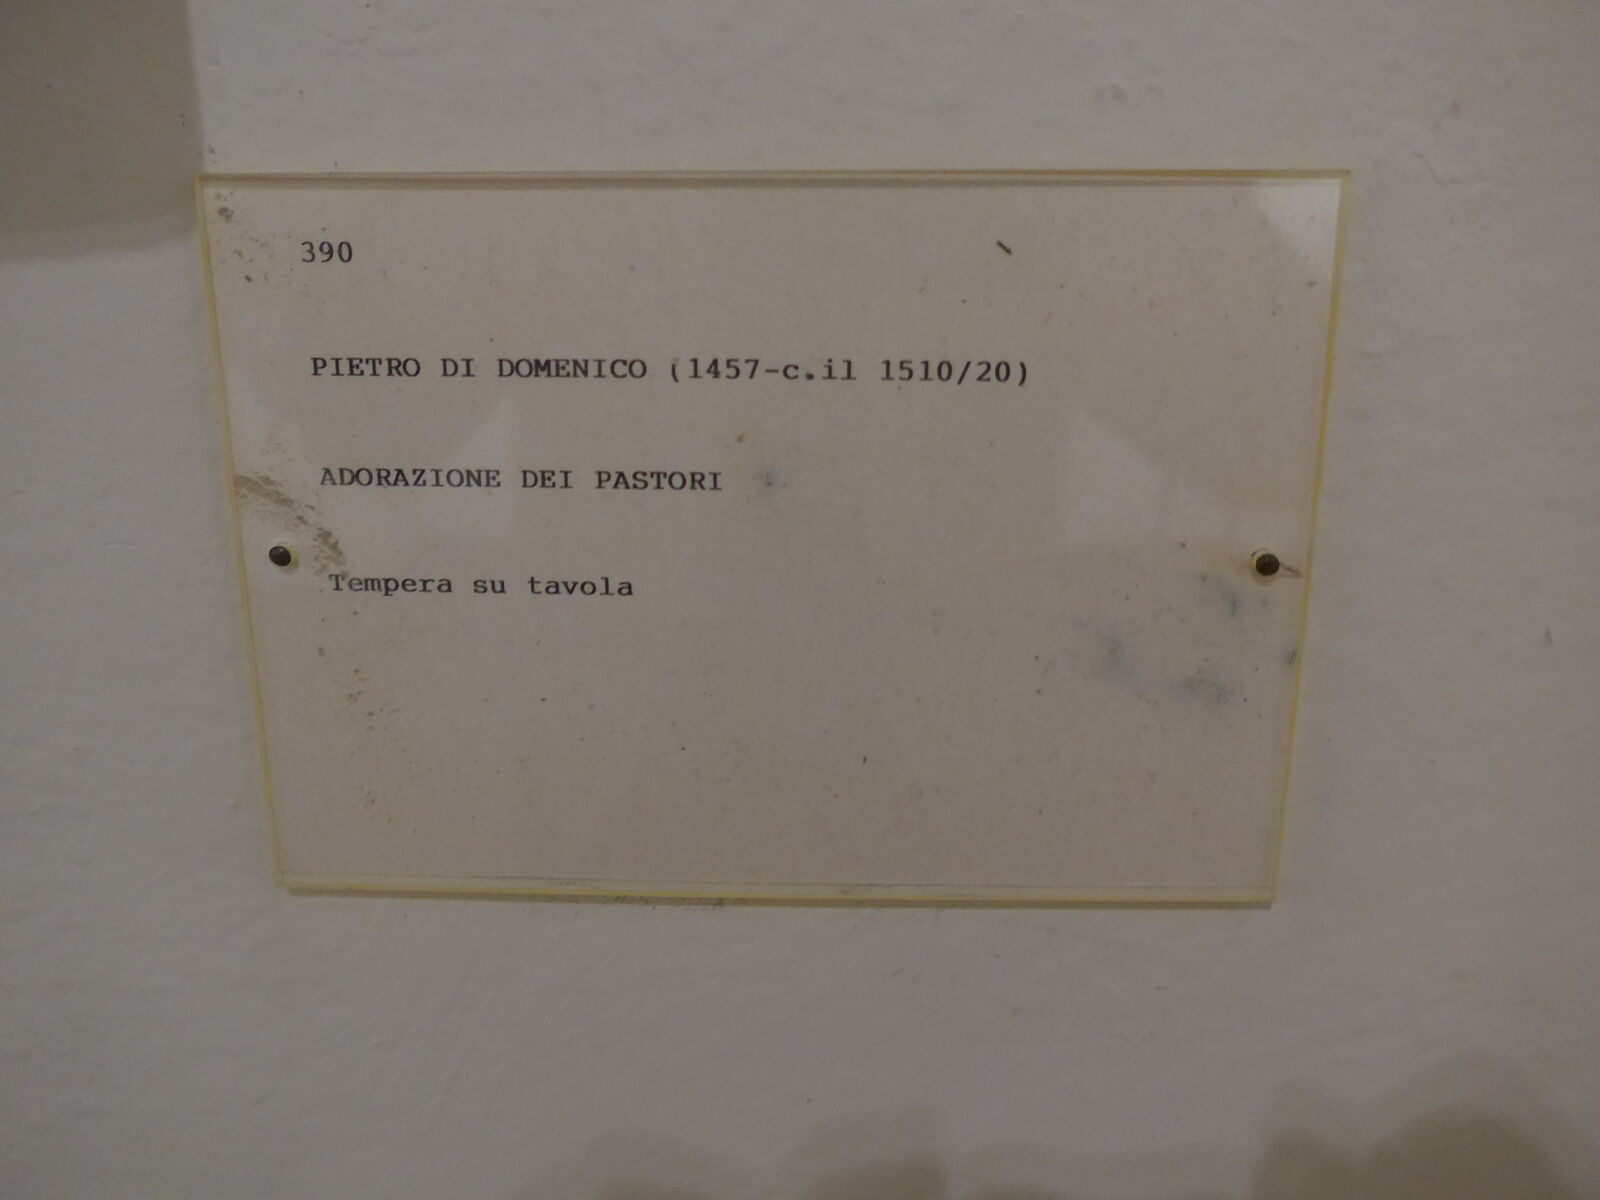 390
PIETRO DI DOMENICO (1457-c.il 1510/20)
ADORAZIONE DEI PASTORI
Tempera su tavola